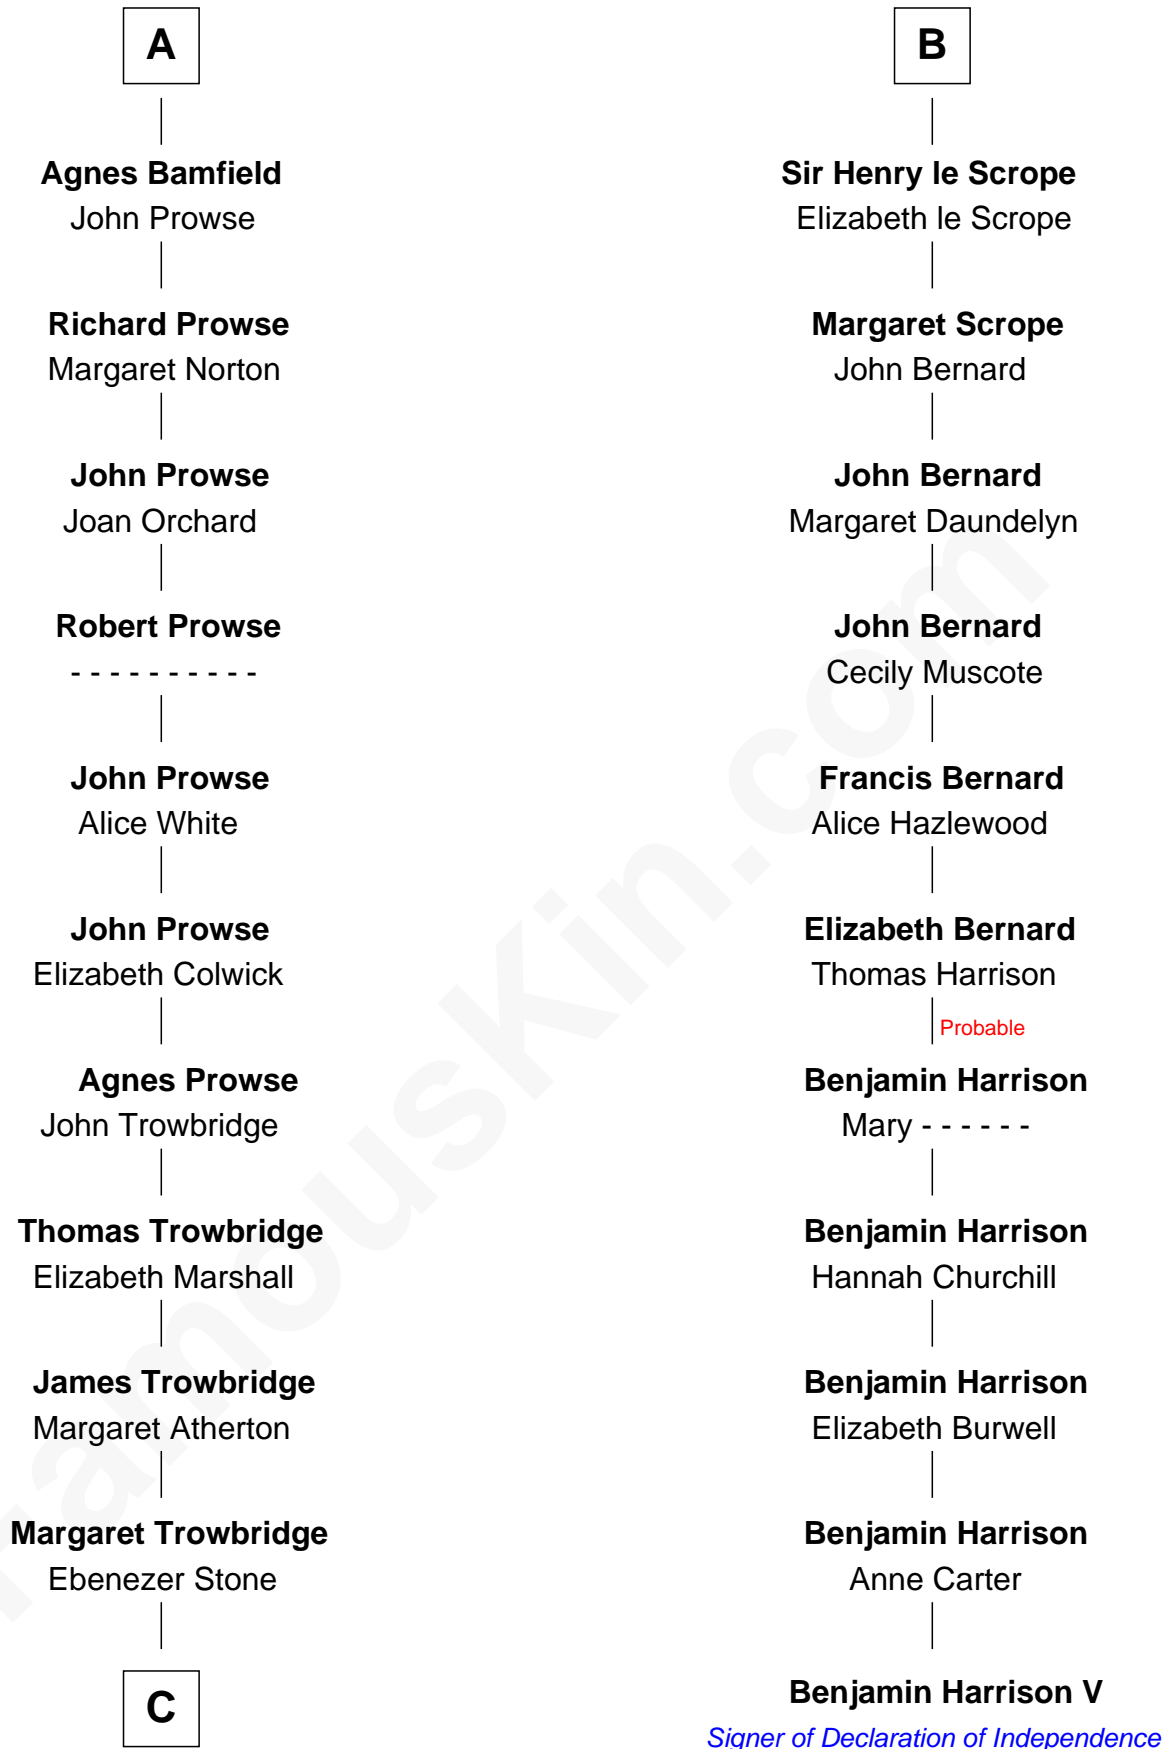 A
Agnes Bamfield
John Prowse
Richard Prowse
Margaret Norton
John Prowse
Joan Orchard
Robert Prowse
- - - - - - - - - -
John Prowse
Alice White
John Prowse
Elizabeth Colwick
Agnes Prowse
John Trowbridge
Thomas Trowbridge
Elizabeth Marshall
James Trowbridge
Margaret Atherton
Margaret Trowbridge
Ebenezer Stone
C
B
Sir Henry le Scrope
Elizabeth le Scrope
Margaret Scrope
John Bernard
John Bernard
Margaret Daundelyn
John Bernard
Cecily Muscote
Francis Bernard
Alice Hazlewood
Elizabeth Bernard
Thomas Harrison
Probable
Benjamin Harrison
Mary - - - - - -
Benjamin Harrison
Hannah Churchill
Benjamin Harrison
Elizabeth Burwell
Benjamin Harrison
Anne Carter
Benjamin Harrison V
Signer of Declaration of Independence
FamousKin.com